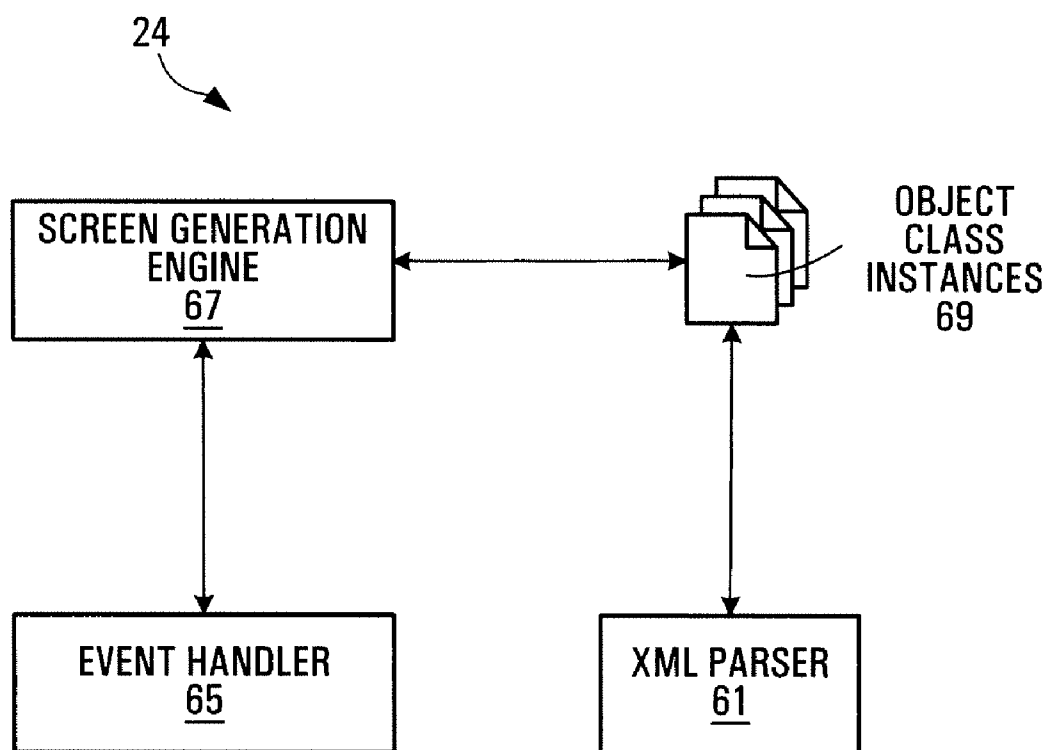 24
SCREEN GENERATION
ENGINE
67
OBJECT
CLASS
INSTANCES
69
EVENT HANDLER
65
XML PARSER
61